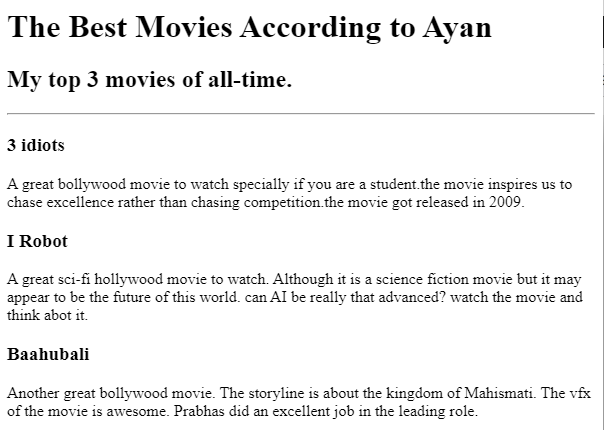 The Best Movies According to Ayan
My top 3 movies of all-time.
3 idiots
A great bollywood movie to watch specially if you are a student.the movie inspires us to
chase excellence rather than chasing competition.the movie got released in 2009.
I Robot
A great sci-fi hollywood movie to watch. Although it is a science fiction movie but it may
appear to be the future of this world. can AI be really that advanced? watch the movie and
think abot it.
Baahubali
Another great bollywood movie. The storyline is about the kingdom of Mahismati. The vfx
of the movie is awesome. Prabhas did an excellent job in the leading role.